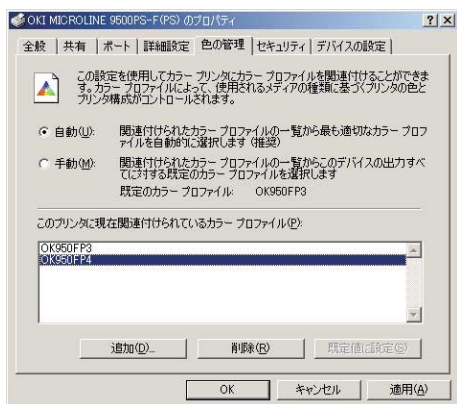 OKI MICROLINE 9500PS-F(PS) のプロパティ
全般 共有 ポート 詳細設定 色の管理 セキュリティ デバイスの設定
この設定を使用してカラー プリンタにカラー プロファイルを関連付けることができま
す。カラー プロファイルによって、使用されるメディアの種類に基づくプリンタの色と
プリンタ構成がコントロールされます。
自動(U): 関連付けられたカラー プロファイルの一覧から最も適切なカラー プロフ
ァイルを自動的に選択します (推奨)
手動(M): 関連付けられたカラー プロファイルの一覧からこのデバイスの出力すべ
てに対する既定のカラー プロファイルを選択します
既定のカラー プロファイル: OK950FP3
このプリンタに現在関連付けられているカラー プロファイル(P):
OK950FP3
OK950FP4
追加(D)... 削除(R) 既定値に設定(S)
OK キャンセル 適用(A)